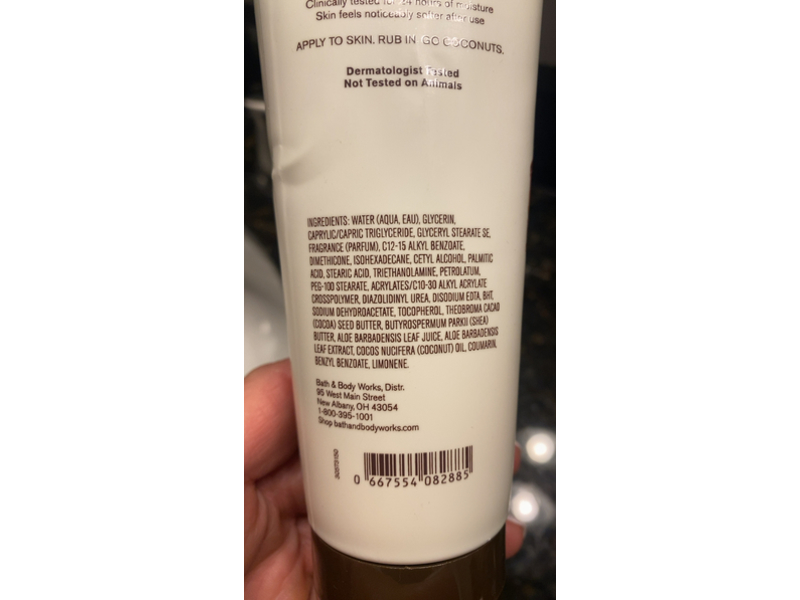 Clinically tested for 24 hours of moisture
Skin feels noticeably softer after use
APPLY TO SKIN. RUB IN. GO COCONUTS.
Dermatologist Tested
Not Tested on Animals
INGREDIENTS: WATER (AQUA, EAU), GLYCERIN,
CAPRYLIC/CAPRIC TRIGLYCERIDE, GLYCERYL STEARATE SE,
FRAGRANCE (PARFUM), C12-15 ALKYL BENZOATE,
DIMETHICONE, ISOHEXADECANE, CETYL ALCOHOL, PALMITIC
ACID, STEARIC ACID, TRIETHANOLAMINE, PETROLATUM,
PEG-100 STEARATE, ACRYLATES/C10-30 ALKYL ACRYLATE
CROSSPOLYMER, DIAZOLIDINYL UREA, DISODIUM EDTA, BHT,
SODIUM DEHYDROACETATE, TOCOPHEROL, THEOBROMA CACAO
(COCOA) SEED BUTTER, BUTYROSPERMUM PARKII (SHEA)
BUTTER, ALOE BARBADENSIS LEAF JUICE, ALOE BARBADENSIS
LEAF EXTRACT, COCOS NUCIFERA (COCONUT) OIL, COUMARIN,
BENZYL BENZOATE, LIMONENE.
Bath & Body Works, Distr.
95 West Main Street
New Albany, OH 43054
1-800-395-1001
Shop bathandbodyworks.com
0 667554 082885